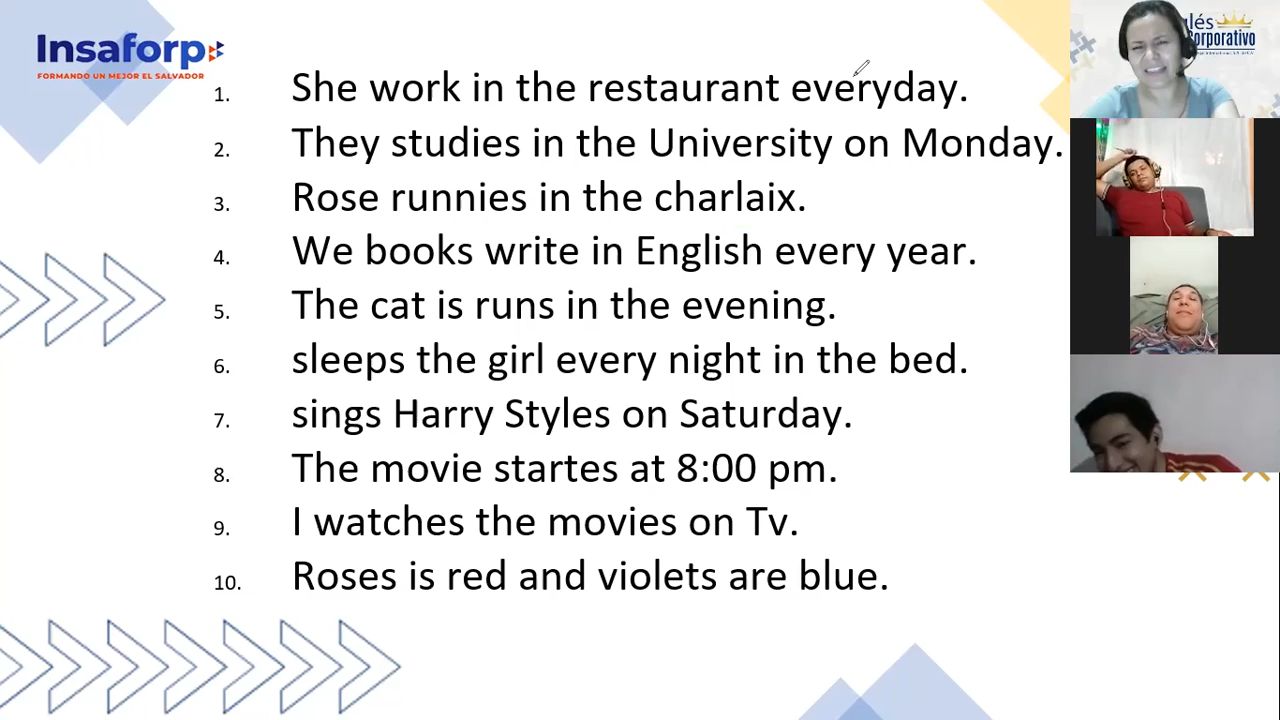 Insaforp
FORMANDO UN MEJOR EL SALVADOR
1. She work in the restaurant everyday.
2. They studies in the University on Monday.
3. Rose runnies in the charlaix.
4. We books write in English every year.
5. The cat is runs in the evening.
6. sleeps the girl every night in the bed.
7. sings Harry Styles on Saturday.
8. The movie startes at 8:00 pm.
9. I watches the movies on Tv.
10. Roses is red and violets are blue.